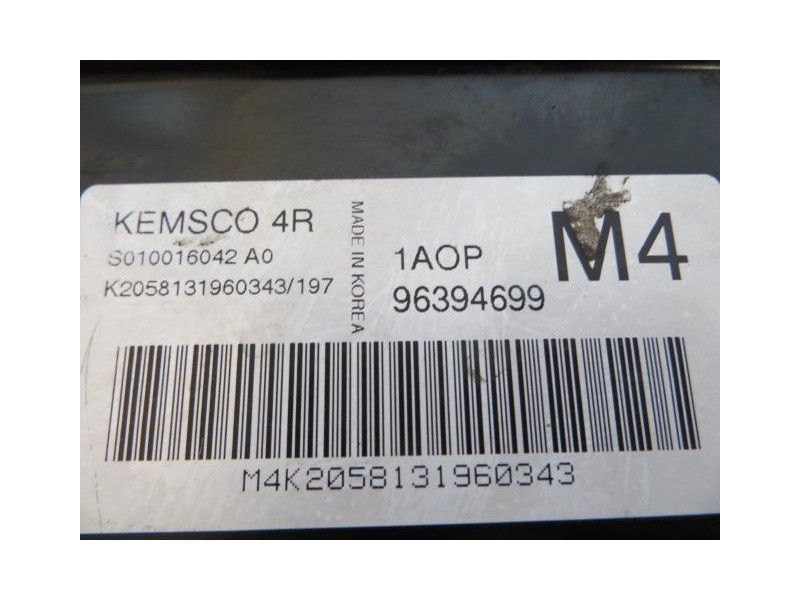 KEMSCO 4R
S010016042 A0
K2058131960343/197
MADE IN KOREA
1AOP
96394699
M4
M4K2058131960343